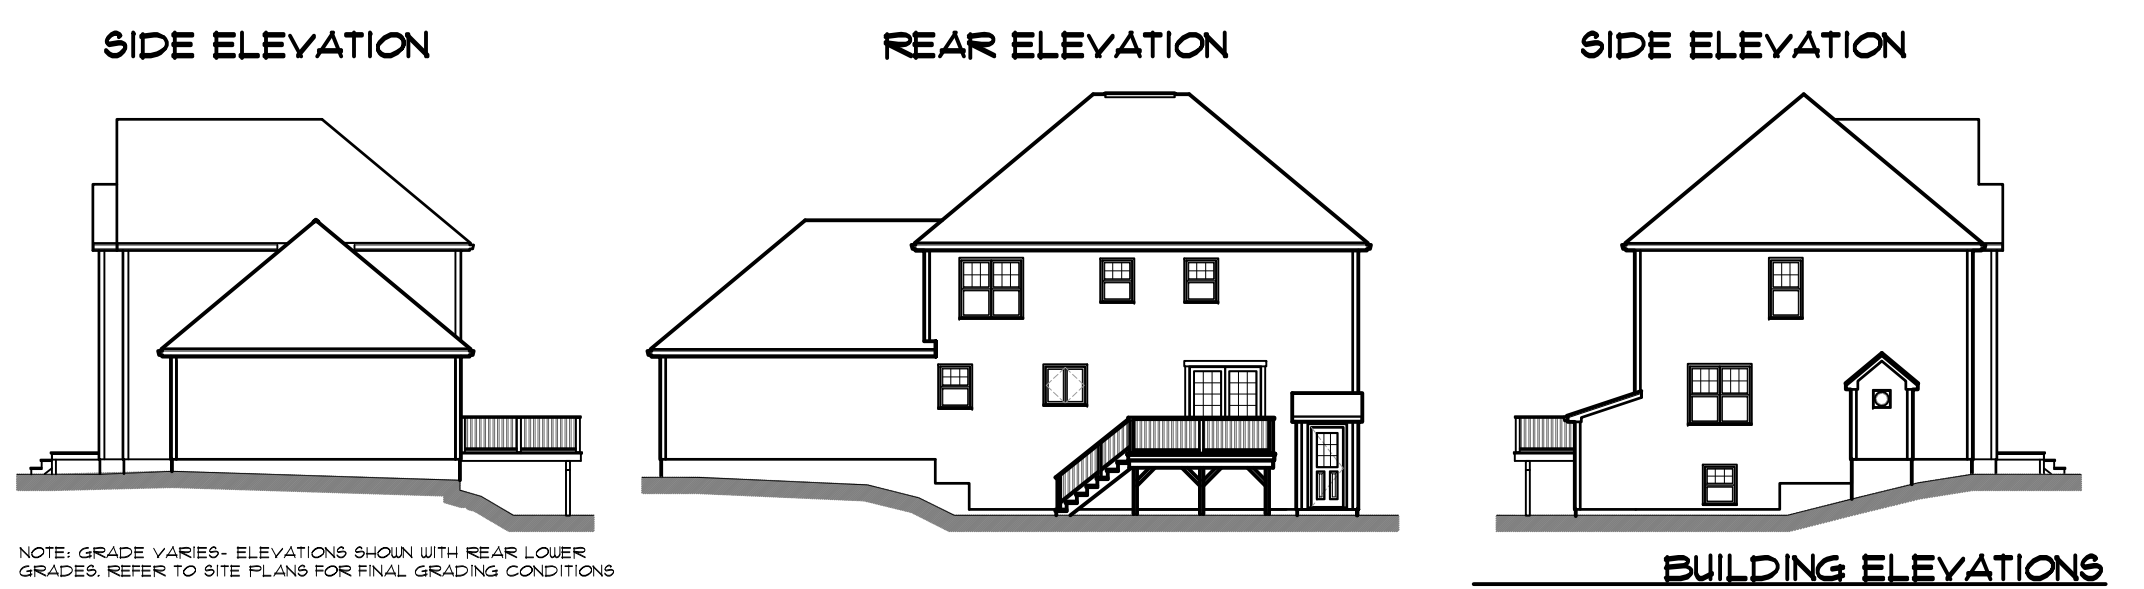 SIDE ELEVATION
REAR ELEVATION
SIDE ELEVATION
NOTE: GRADE VARIES- ELEVATIONS SHOWN WITH REAR LOWER
GRADES. REFER TO SITE PLANS FOR FINAL GRADING CONDITIONS
BUILDING ELEVATIONS